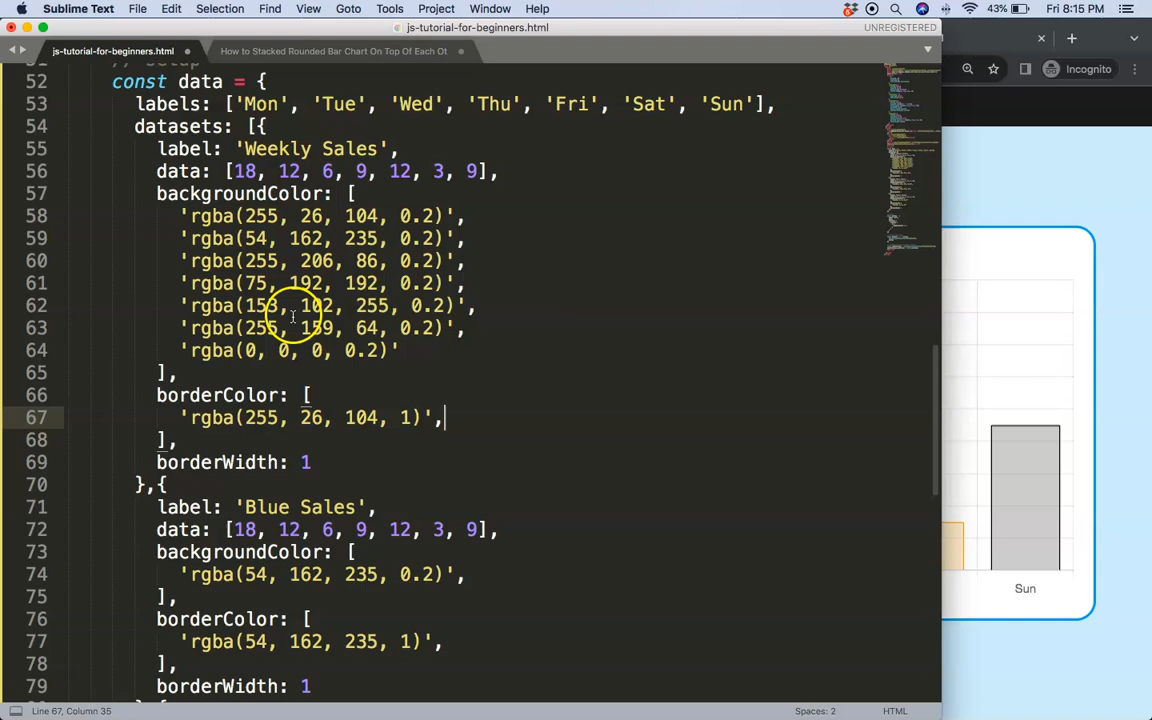 Sublime Text File Edit Selection Find View Goto Tools Project Window Help 43% Fri 8:15 PM
js-tutorial-for-beginners.html UNREGISTERED
js-tutorial-for-beginners.html How to Stacked Rounded Bar Chart On Top Of Each Ot
Incognito
52 const data = {
53 labels: ['Mon', 'Tue', 'Wed', 'Thu', 'Fri', 'Sat', 'Sun'],
54 datasets: [{
55 label: 'Weekly Sales',
56 data: [18, 12, 6, 9, 12, 3, 9],
57 backgroundColor: [
58 'rgba(255, 26, 104, 0.2)',
59 'rgba(54, 162, 235, 0.2)',
60 'rgba(255, 206, 86, 0.2)',
61 'rgba(75, 192, 192, 0.2)',
62 'rgba(153, 102, 255, 0.2)',
63 'rgba(255, 159, 64, 0.2)',
64 'rgba(0, 0, 0, 0.2)'
65 ],
66 borderColor: [
67 'rgba(255, 26, 104, 1)',
68 ],
69 borderWidth: 1
70 },{
71 label: 'Blue Sales',
72 data: [18, 12, 6, 9, 12, 3, 9],
73 backgroundColor: [
74 'rgba(54, 162, 235, 0.2)',
75 ],
76 borderColor: [
77 'rgba(54, 162, 235, 1)',
78 ],
79 borderWidth: 1
Sun
Line 67, Column 35 Spaces: 2 HTML